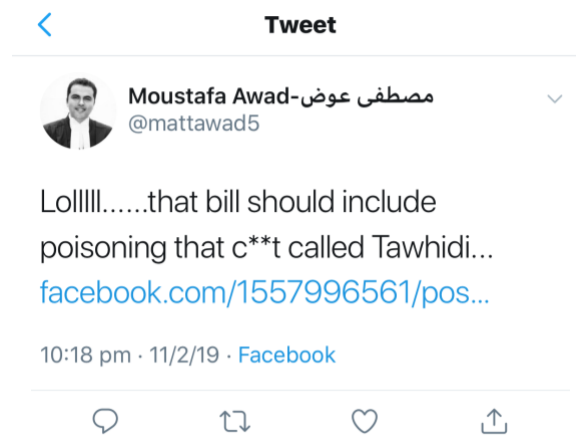 Tweet
Moustafa Awad-مصطفى عوض
@mattawad5
Lolllll......that bill should include
poisoning that c**t called Tawhidi...
facebook.com/1557996561/pos...
10:18 pm · 11/2/19 · Facebook